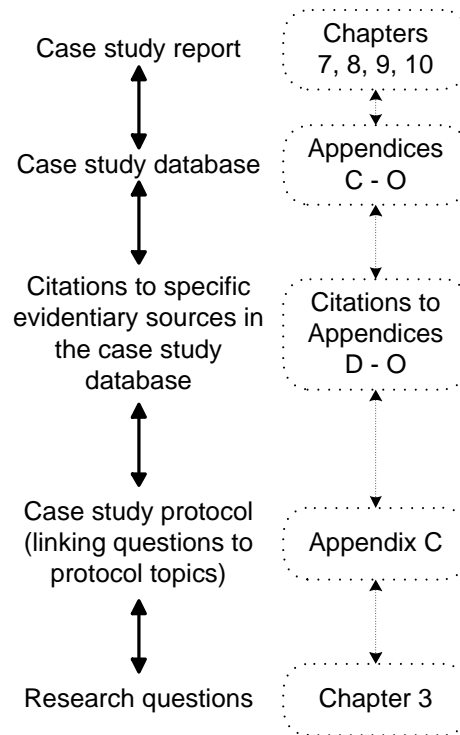 Case study report
Chapters
7, 8, 9, 10
Case study database
Appendices
C - O
Citations to specific
evidentiary sources in
the case study
database
Citations to
Appendices
D - O
Case study protocol
(linking questions to
protocol topics)
Appendix C
Research questions
Chapter 3